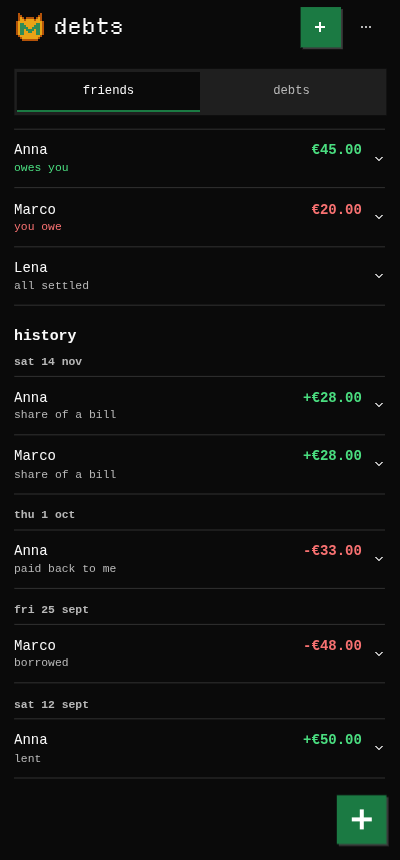 debts
+
...
friends
debts
Anna
€45.00
owes you
Marco
€20.00
you owe
Lena
all settled
history
sat 14 nov
Anna
+€28.00
share of a bill
Marco
+€28.00
share of a bill
thu 1 oct
Anna
-€33.00
paid back to me
fri 25 sept
Marco
-€48.00
borrowed
sat 12 sept
Anna
+€50.00
lent
+